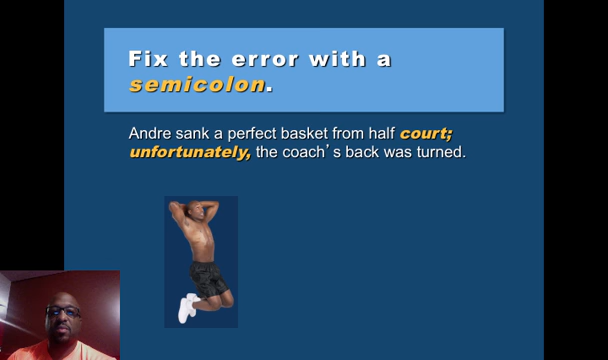 Fix the error with a
semicolon.
Andre sank a perfect basket from half court;
unfortunately, the coach’s back was turned.